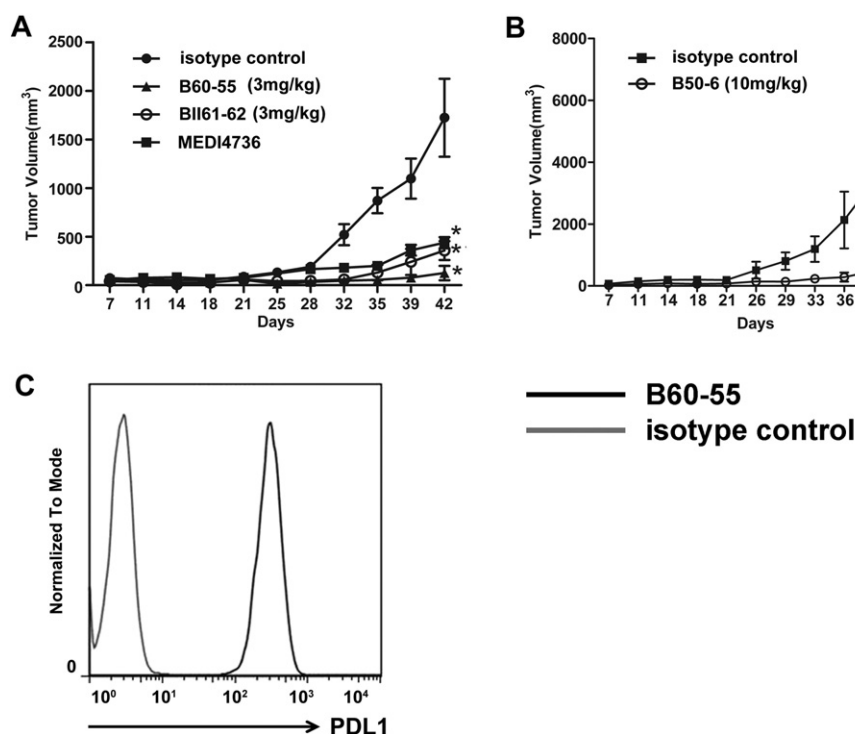 A
Tumor Volume(mm³)
2500
2000
1500
1000
500
0
isotype control
B60-55 (3mg/kg)
BII61-62 (3mg/kg)
MEDI4736
*
*
*
7 11 14 18 21 25 28 32 35 39 42
Days
B
Tumor Volume(mm³)
8000
6000
4000
2000
0
isotype control
B50-6 (10mg/kg)
7 11 14 18 21 26 29 33 36
Days
C
Normalized To Mode
0
10⁰ 10¹ 10² 10³ 10⁴
PDL1
B60-55
isotype control